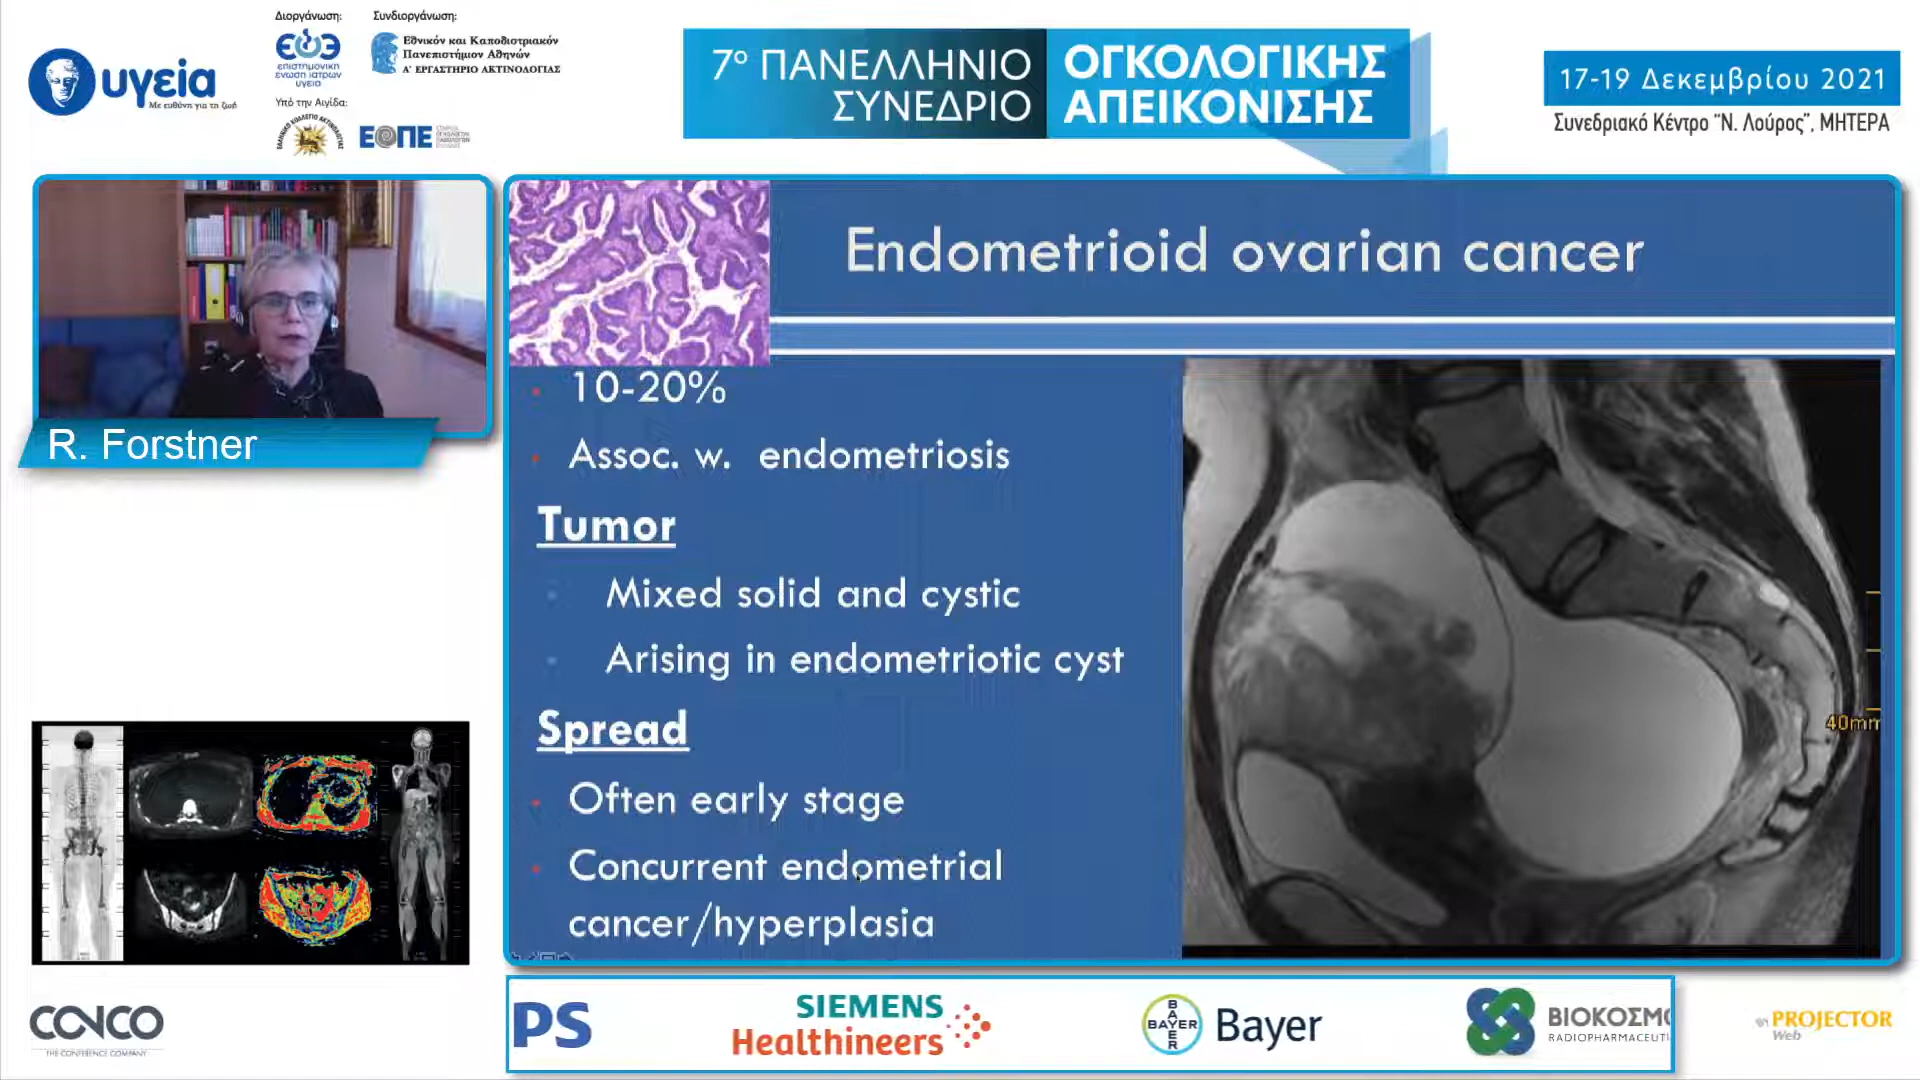 υγεία
Με ευθύνη για τη ζωή
Διοργάνωση:
επιστημονική
ένωση ιατρών
υγεία
Συνδιοργάνωση:
Εθνικόν και Καποδιστριακόν
Πανεπιστήμιον Αθηνών
Α' ΕΡΓΑΣΤΗΡΙΟ ΑΚΤΙΝΟΛΟΓΙΑΣ
Υπό την Αιγίδα:
ΕΟΠΕ
7ο ΠΑΝΕΛΛΗΝΙΟ
ΣΥΝΕΔΡΙΟ
ΟΓΚΟΛΟΓΙΚΗΣ
ΑΠΕΙΚΟΝΙΣΗΣ
17-19 Δεκεμβρίου 2021
Συνεδριακό Κέντρο "Ν. Λούρος", ΜΗΤΕΡΑ
R. Forstner
Endometrioid ovarian cancer
10-20%
Assoc. w. endometriosis
Tumor
Mixed solid and cystic
Arising in endometriotic cyst
Spread
Often early stage
Concurrent endometrial
cancer/hyperplasia
40mm
CONCO
THE CONFERENCE COMPANY
PS
SIEMENS
Healthineers
BAYER
BAYER
Bayer
ΒΙΟΚΟΣΜΟ
RADIOPHARMACEUTI
PROJECTOR
Web